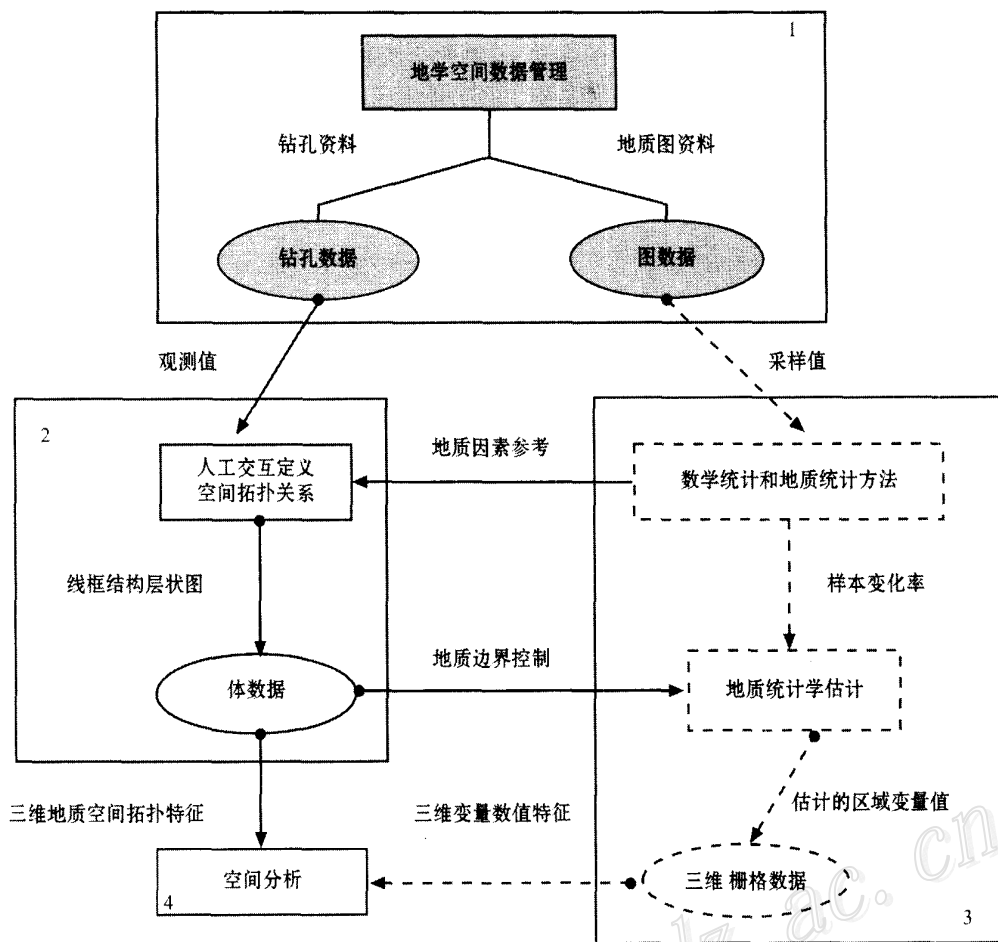 1
地学空间数据管理
钻孔资料
地质图资料
钻孔数据
图数据
观测值
采样值
2
人工交互定义
空间拓扑关系
地质因素参考
数学统计和地质统计方法
线框结构层状图
样本变化率
体数据
地质边界控制
地质统计学估计
三维地质空间拓扑特征
三维变量数值特征
估计的区域变量值
空间分析
4
三维 栅格数据
3
ac. cn